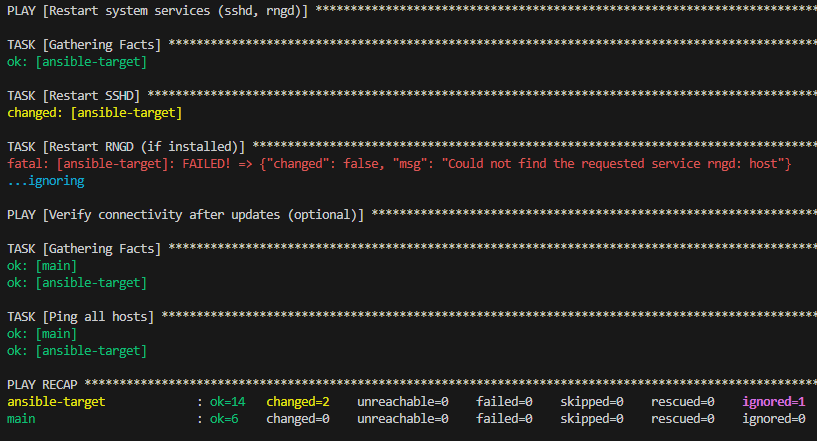 PLAY [Restart system services (sshd, rngd)] ************************************************************************
TASK [Gathering Facts] *********************************************************************************************
ok: [ansible-target]
TASK [Restart SSHD] ************************************************************************************************
changed: [ansible-target]
TASK [Restart RNGD (if installed)] *********************************************************************************
fatal: [ansible-target]: FAILED! => {"changed": false, "msg": "Could not find the requested service rngd: host"}
...ignoring
PLAY [Verify connectivity after updates (optional)] ****************************************************************
TASK [Gathering Facts] *********************************************************************************************
ok: [main]
ok: [ansible-target]
TASK [Ping all hosts] **********************************************************************************************
ok: [main]
ok: [ansible-target]
PLAY RECAP *********************************************************************************************************
ansible-target             : ok=14   changed=2    unreachable=0    failed=0    skipped=0    rescued=0    ignored=1
main                       : ok=6    changed=0    unreachable=0    failed=0    skipped=0    rescued=0    ignored=0